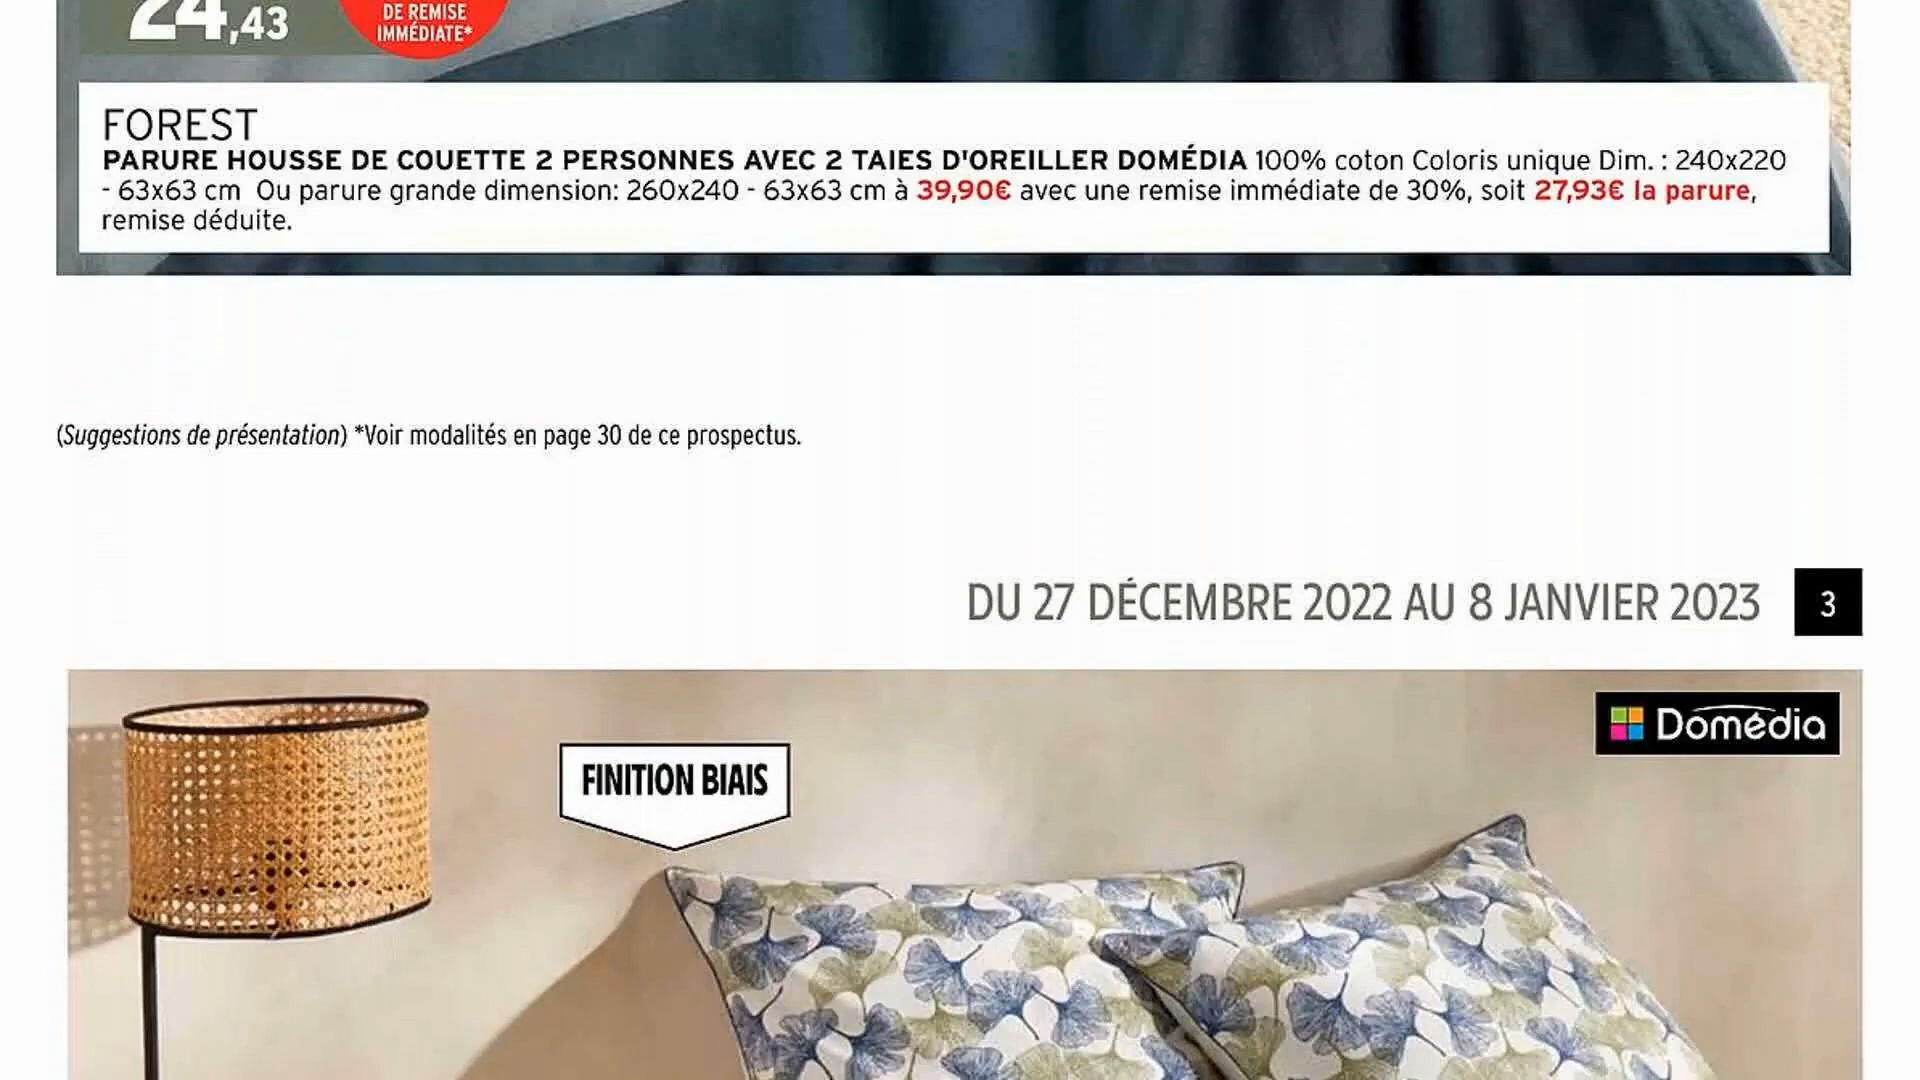 24,43
DE REMISE
IMMÉDIATE*
FOREST
PARURE HOUSSE DE COUETTE 2 PERSONNES AVEC 2 TAIES D'OREILLER DOMÉDIA 100% coton Coloris unique Dim. : 240x220
- 63x63 cm Ou parure grande dimension: 260x240 - 63x63 cm à 39,90€ avec une remise immédiate de 30%, soit 27,93€ la parure,
remise déduite.
(Suggestions de présentation) *Voir modalités en page 30 de ce prospectus.
DU 27 DÉCEMBRE 2022 AU 8 JANVIER 2023 3
Domédia
FINITION BIAIS